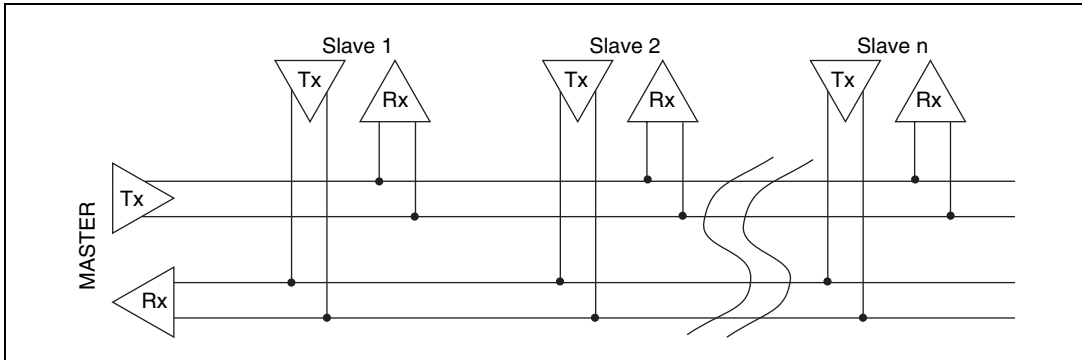 Slave 1
Slave 2
Slave n
Tx
Rx
Tx
Rx
Tx
Rx
MASTER
Tx
Rx